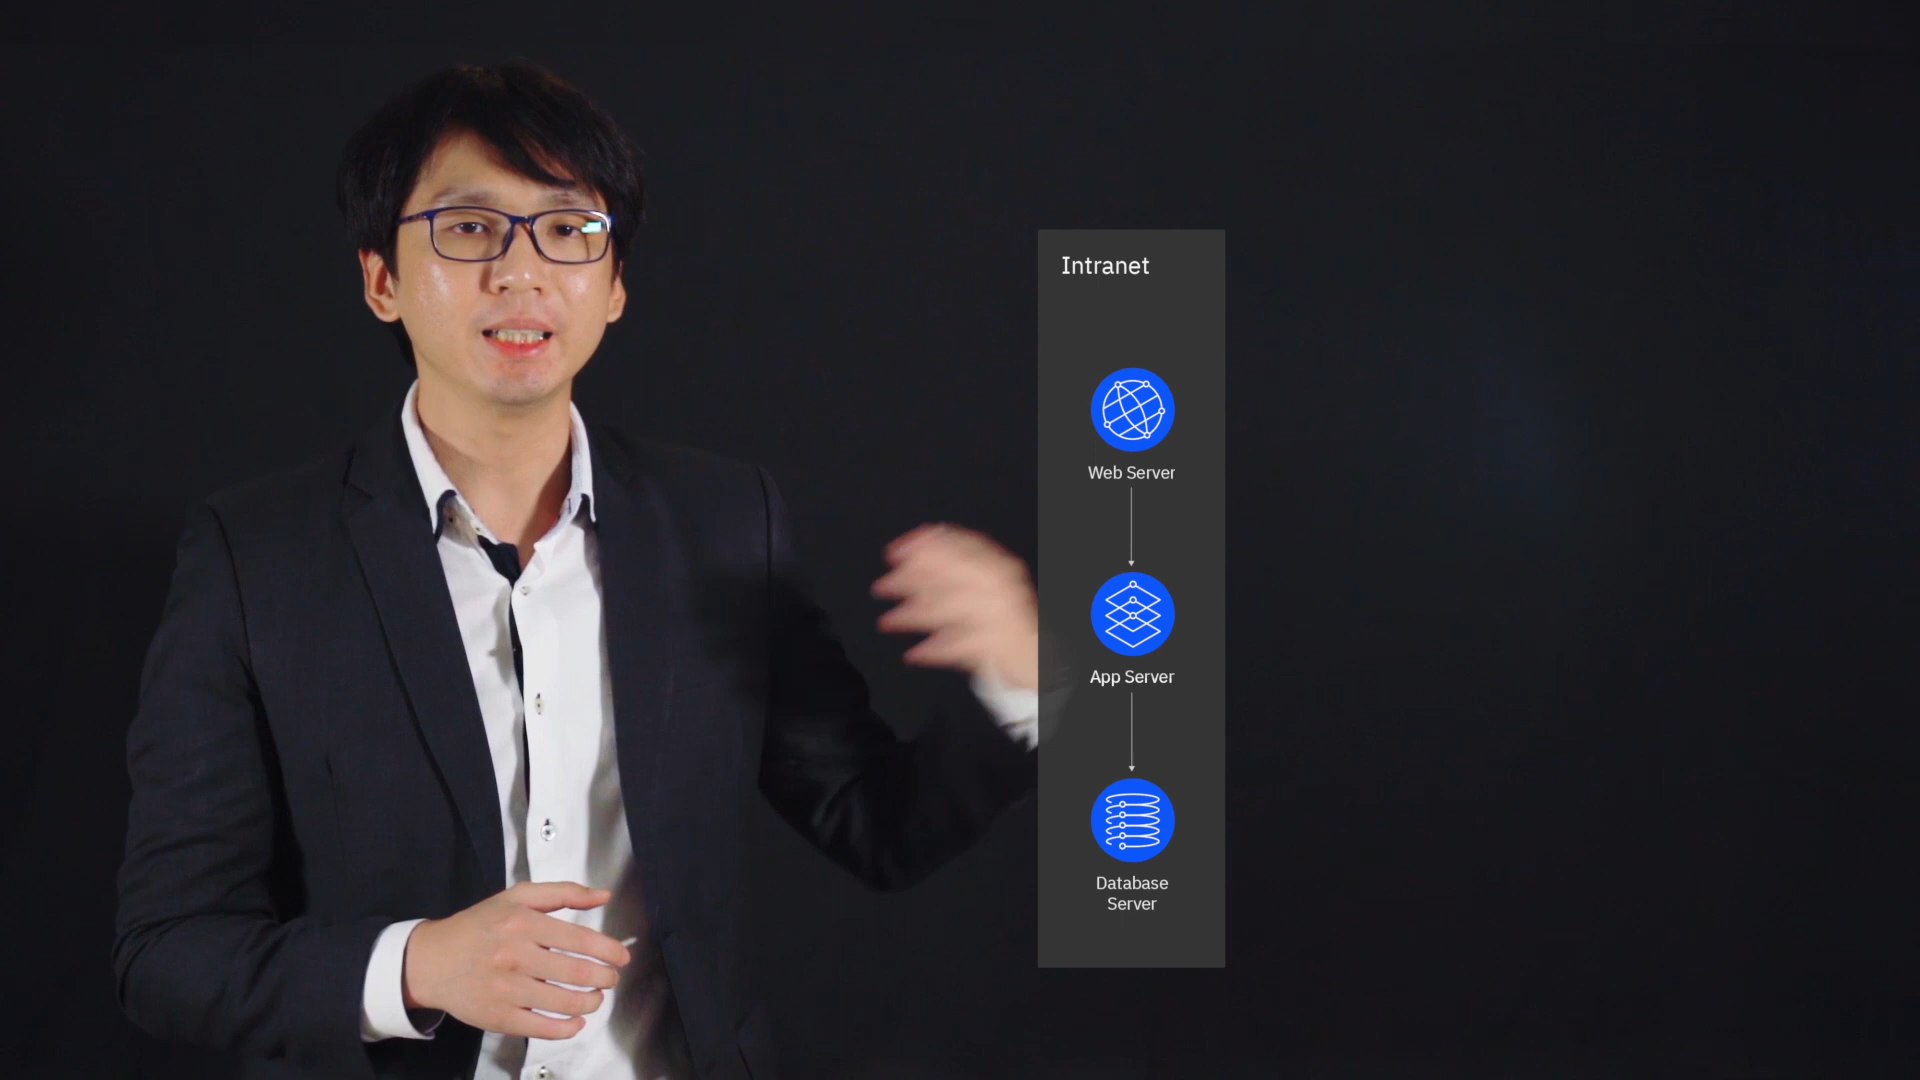 Intranet
Web Server
App Server
Database
Server